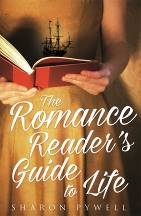 The
Romance
Reader's
Guide
to Life
SHARON PYWELL